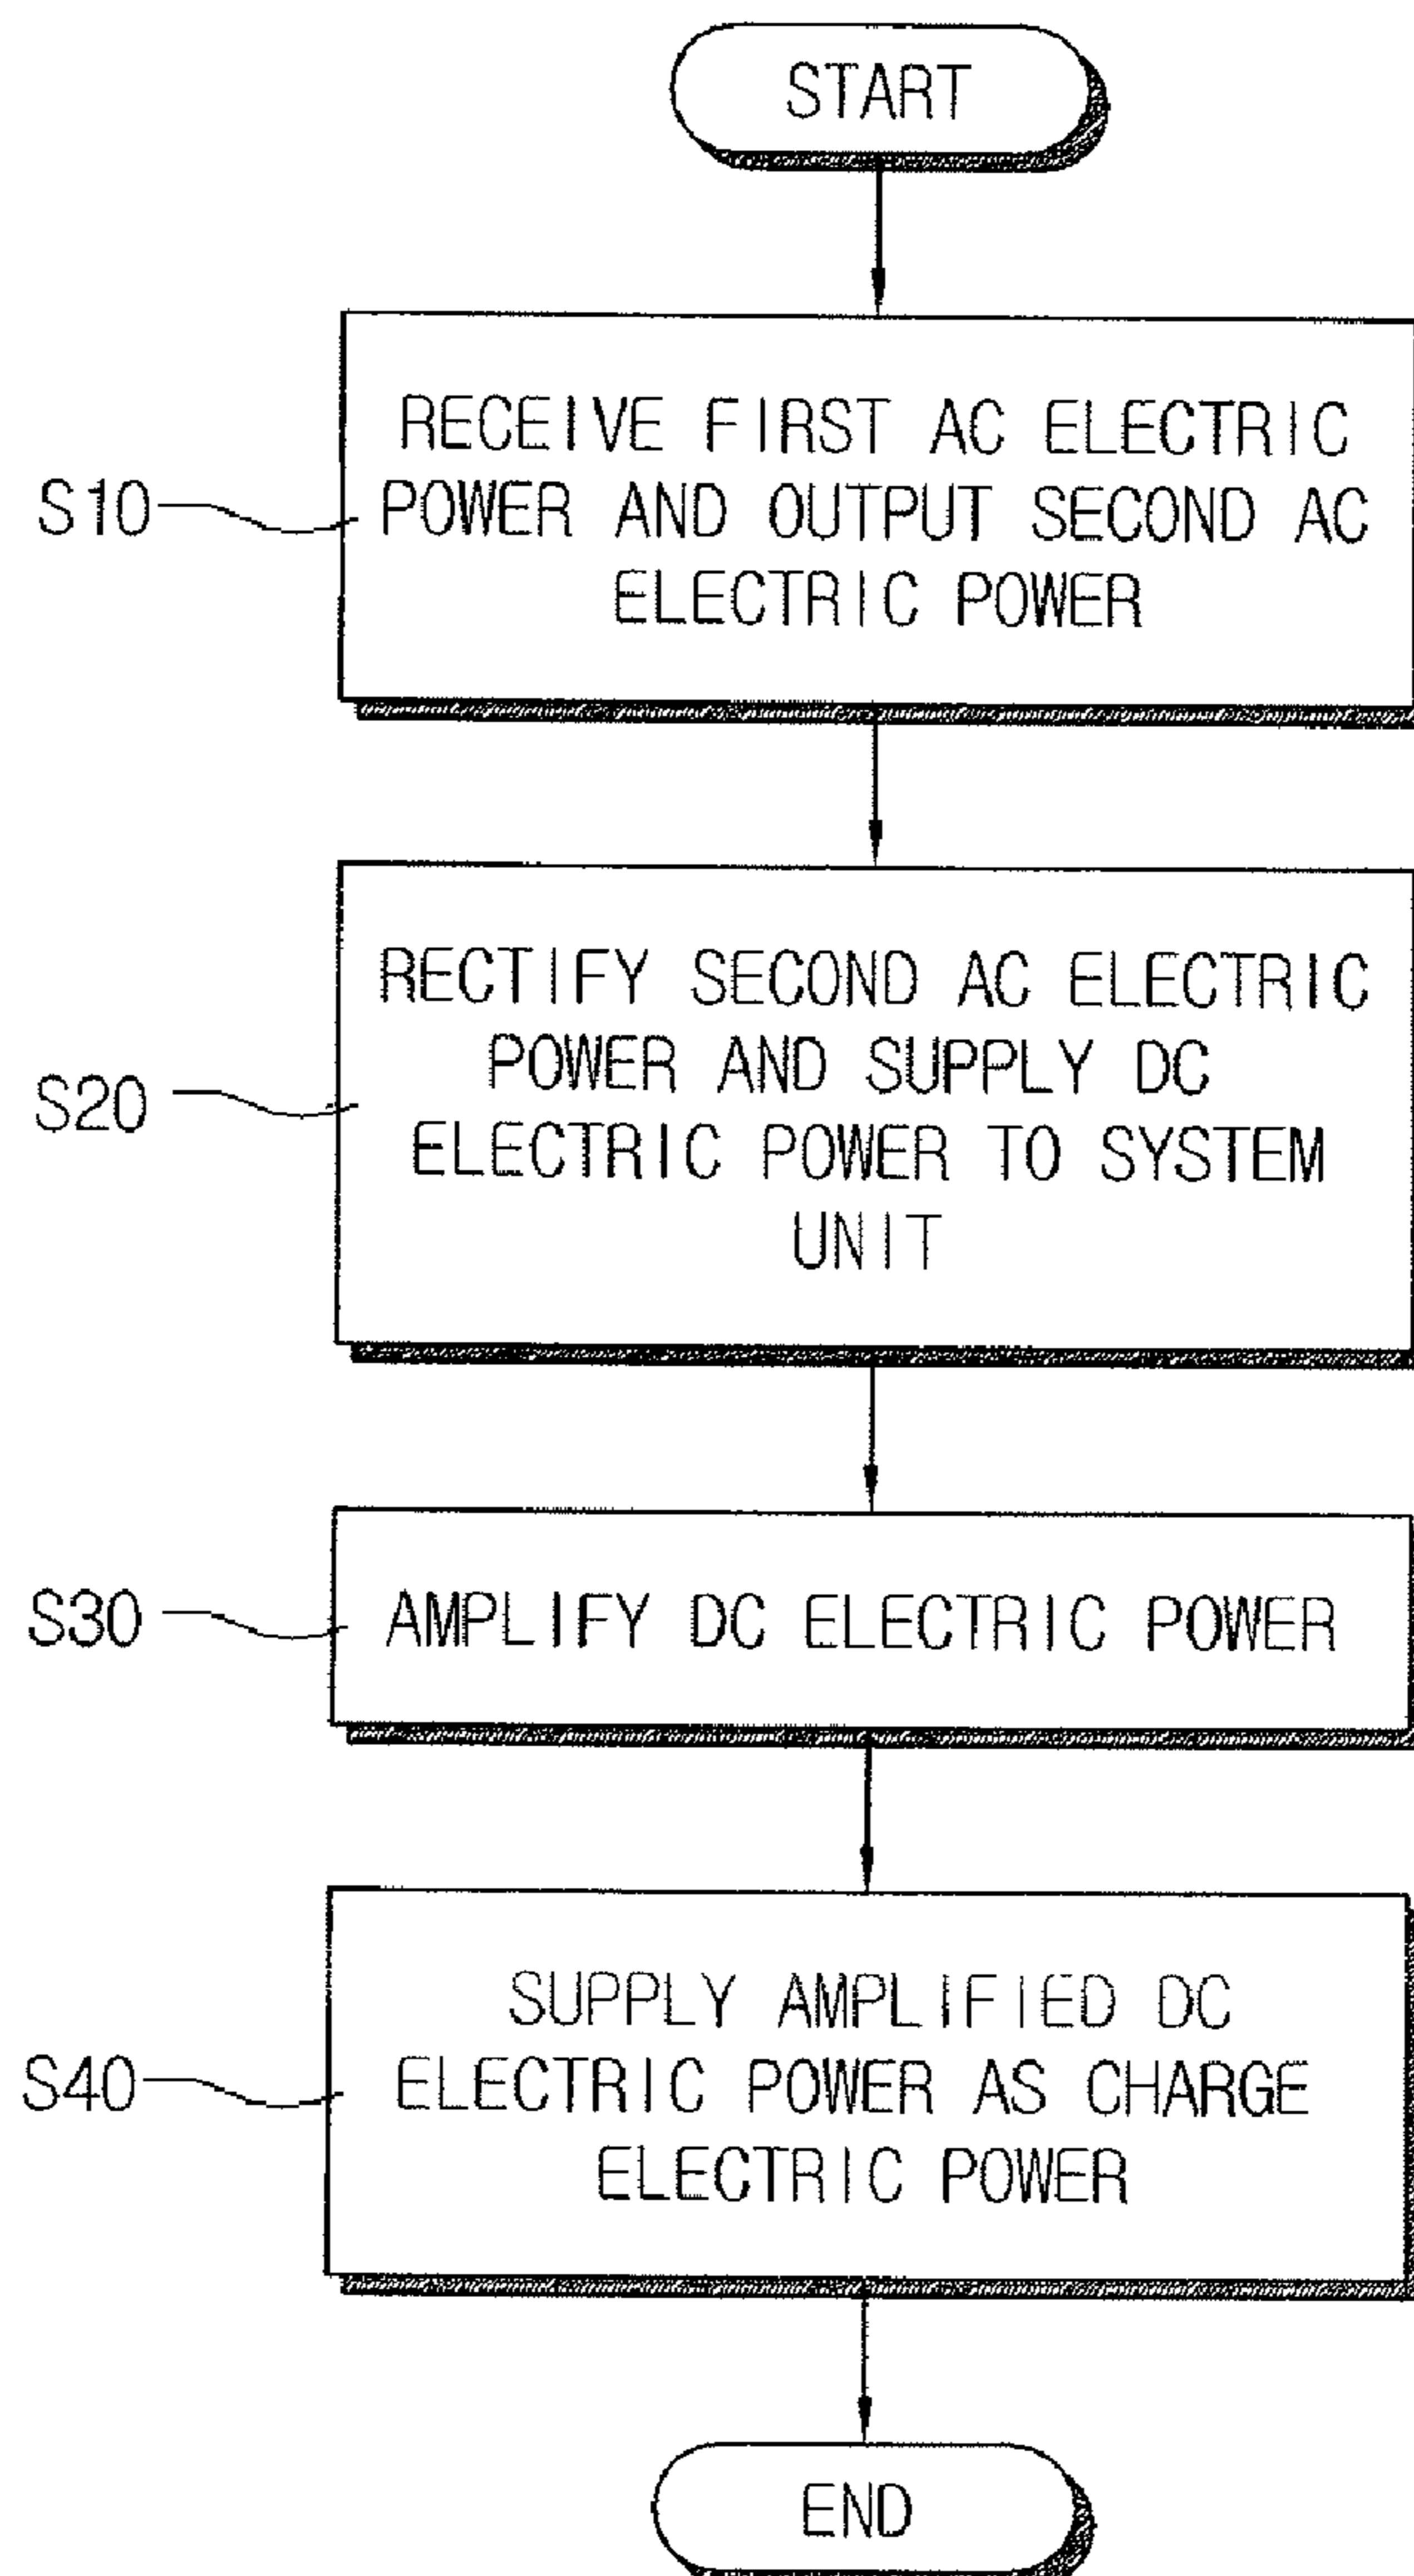 START
RECEIVE FIRST AC ELECTRIC
S10
POWER AND OUTPUT SECOND AC
ELECTRIC POWER
RECTIFY SECOND AC ELECTRIC
POWER AND SUPPLY DC
S20
ELECTRIC POWER TO SYSTEM
UNIT
S30
AMPLIFY DC ELECTRIC POWER
SUPPLY AMPLIFIED DC
S40
ELECTRIC POWER AS CHARGE
ELECTRIC POWER
END